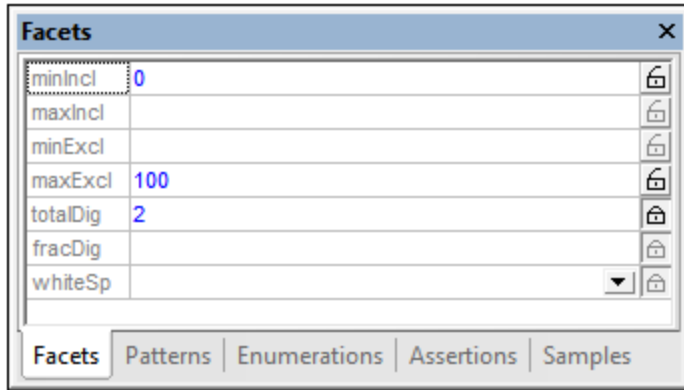 Facets
minIncl 0
maxIncl
minExcl
maxExcl 100
totalDig 2
fracDig
whiteSp
Facets Patterns Enumerations Assertions Samples